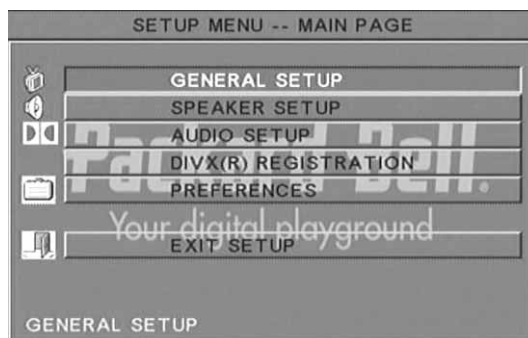 SETUP MENU -- MAIN PAGE
GENERAL SETUP
SPEAKER SETUP
AUDIO SETUP
DIVX(R) REGISTRATION
PREFERENCES
Packard Bell.
Your digital playground
EXIT SETUP
GENERAL SETUP